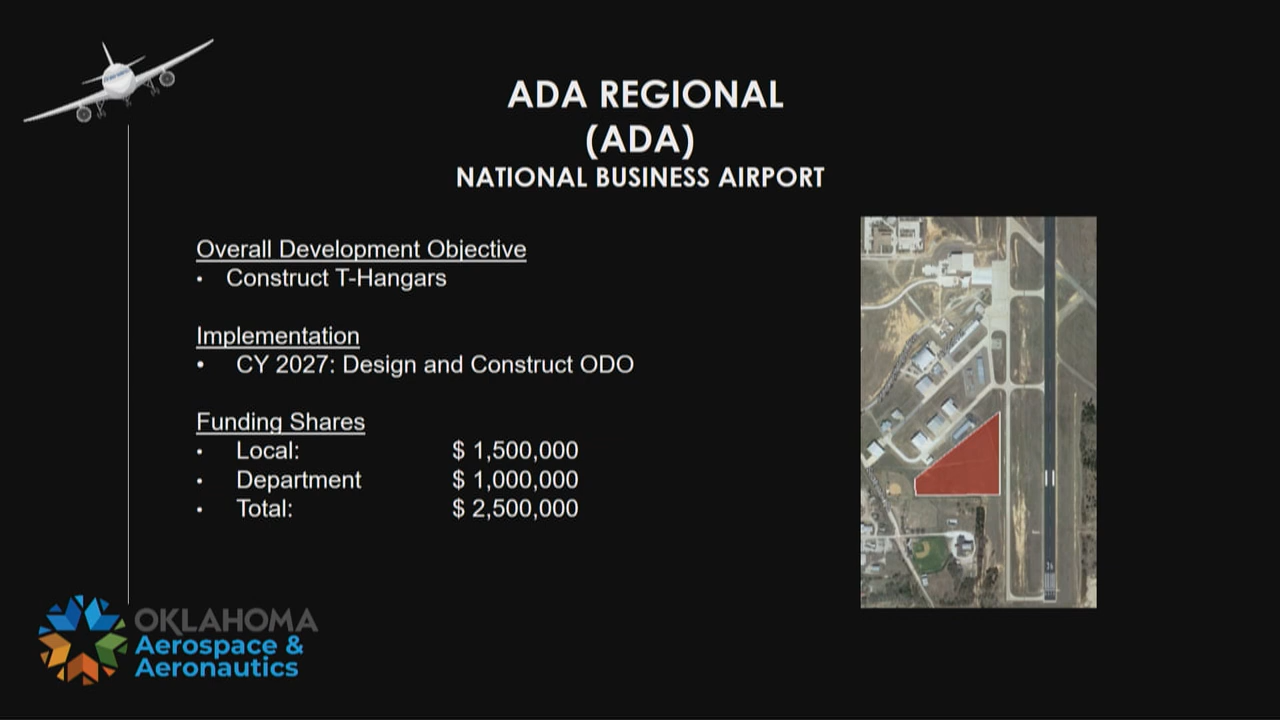 ADA REGIONAL
(ADA)
NATIONAL BUSINESS AIRPORT
Overall Development Objective
• Construct T-Hangars
Implementation
• CY 2027: Design and Construct ODO
Funding Shares
• Local: $ 1,500,000
• Department $ 1,000,000
• Total: $ 2,500,000
OKLAHOMA
Aerospace &
Aeronautics